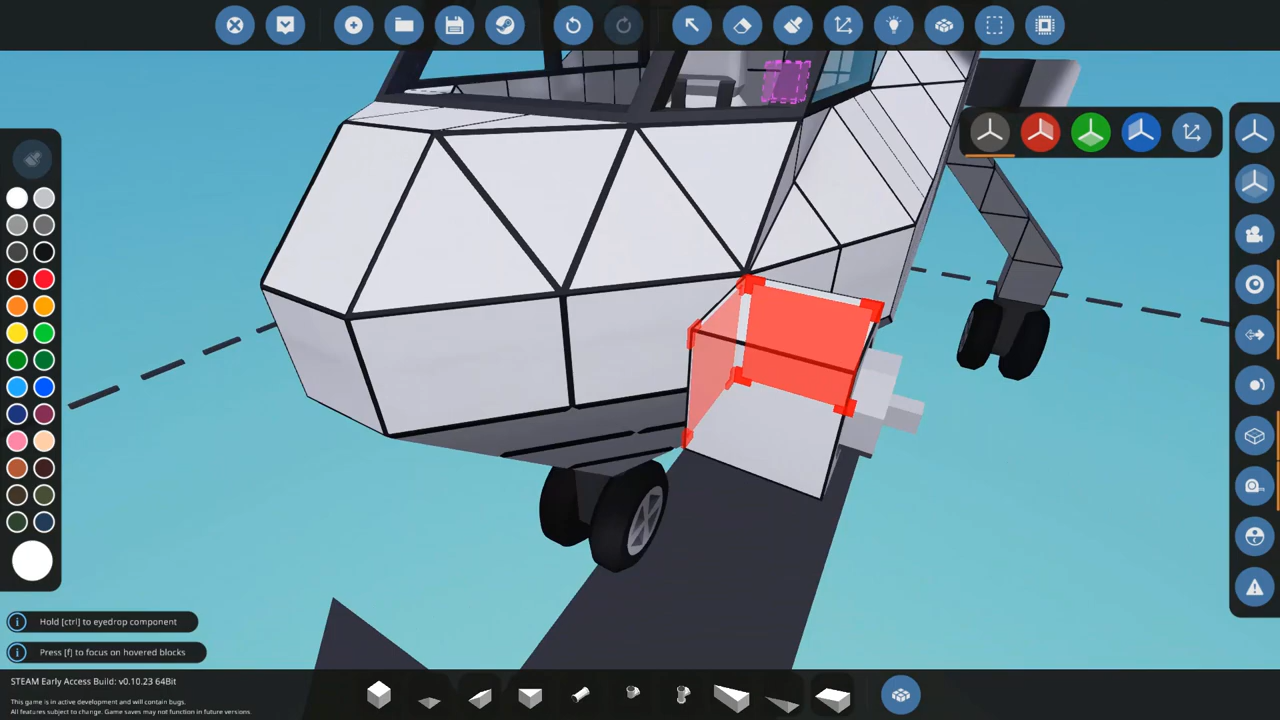 Hold [ctrl] to eyedrop component
Press [f] to focus on hovered blocks
STEAM Early Access Build: v0.10.23 64Bit
This game is in active development and will contain bugs.
All features subject to change. Game saves may not function in future versions.